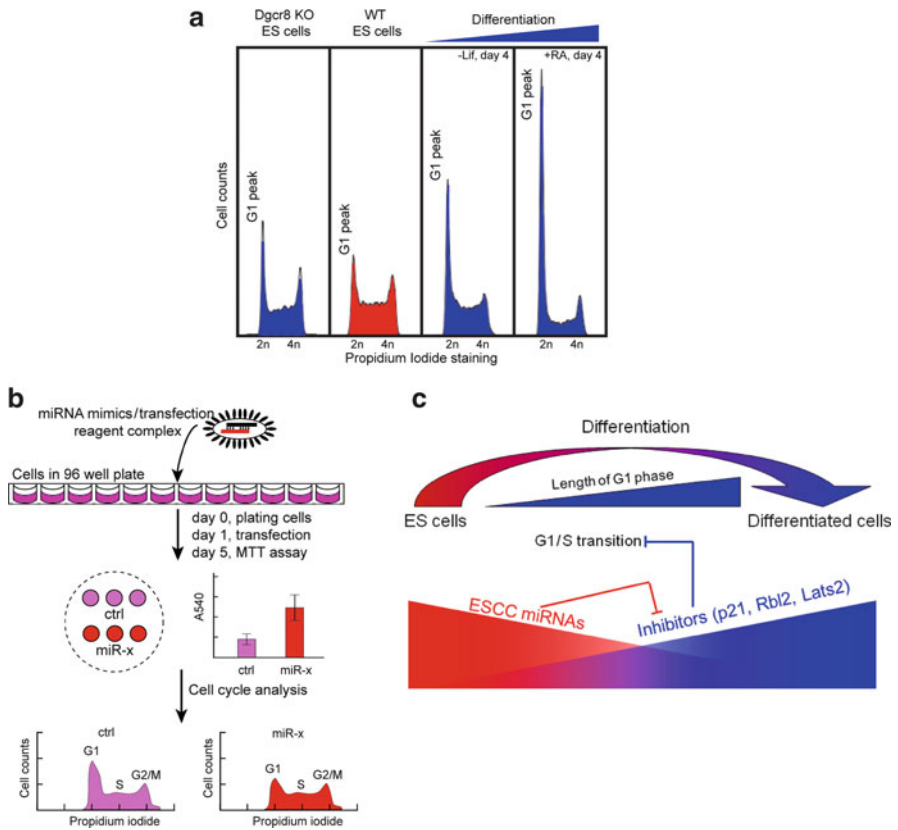 a
Dgcr8 KO
ES cells
WT
ES cells
Differentiation
-Lif, day 4
+RA, day 4
Cell counts
G1 peak
G1 peak
G1 peak
G1 peak
2n 4n
2n 4n
2n 4n
2n 4n
Propidium Iodide staining
b
miRNA mimics/transfection
reagent complex
Cells in 96 well plate
day 0, plating cells
day 1, transfection
day 5, MTT assay
ctrl
miR-x
A540
ctrl
miR-x
Cell cycle analysis
ctrl
Cell counts
G1
S
G2/M
Propidium iodide
miR-x
Cell counts
G1
S
G2/M
Propidium iodide
c
Differentiation
Length of G1 phase
ES cells
Differentiated cells
G1/S transition
ESCC miRNAs
Inhibitors (p21, Rbl2, Lats2)